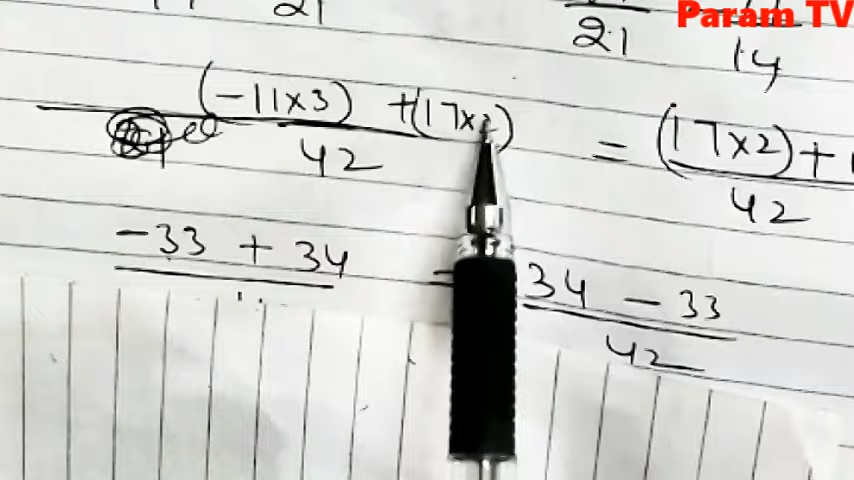 Param TV
21
21
14
(-11×3) +(17×2) = (17×2)+
42 42
-33 + 34 = 34 - 33
42